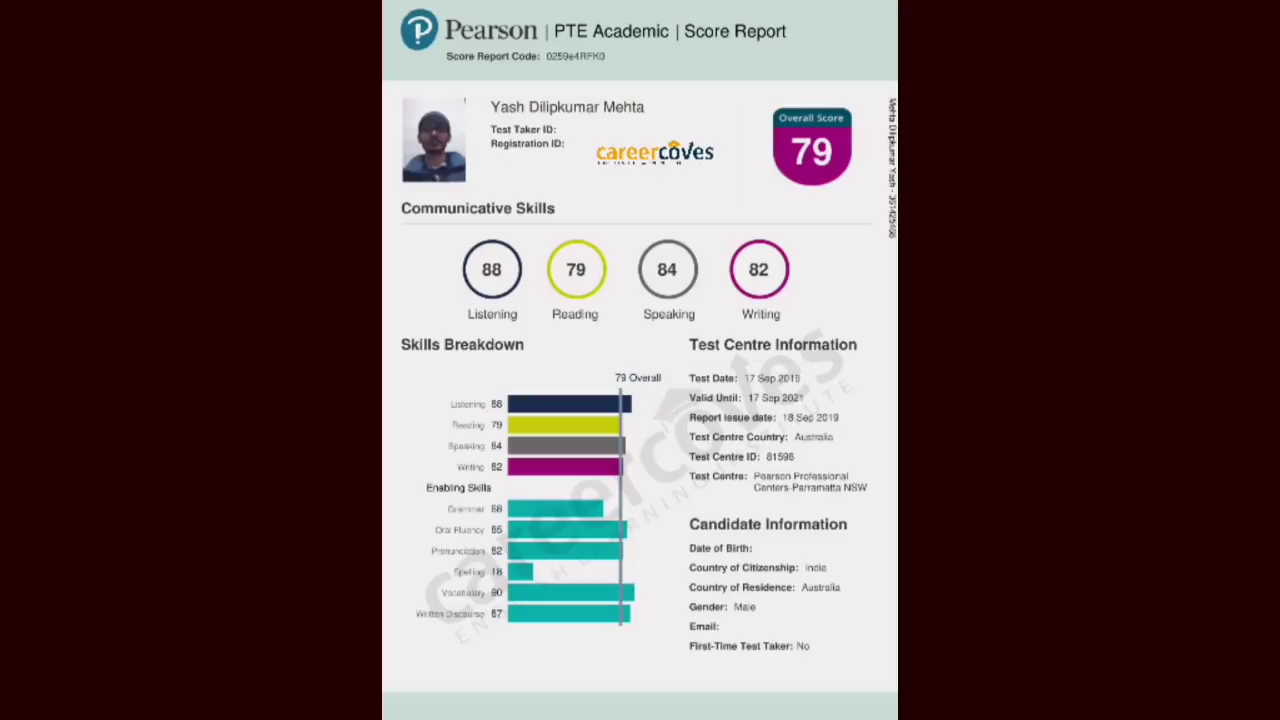 Pearson | PTE Academic | Score Report
Score Report Code: 0259e4RFK0
Yash Dilipkumar Mehta
Test Taker ID:
Registration ID:
careercoves
Overall Score
79
Mehta Dilipkumar Yash -
Communicative Skills
88 79 84 82
Listening Reading Speaking Writing
Skills Breakdown
79 Overall
Listening 88
Reading 79
Speaking 84
Writing 82
Enabling Skills
Grammar 68
Oral Fluency 85
Pronunciation 82
Spelling 18
Vocabulary 90
Written Discourse 87
Test Centre Information
Test Date: 17 Sep 2019
Valid Until: 17 Sep 2021
Report Issue date: 18 Sep 2019
Test Centre Country: Australia
Test Centre ID: 81598
Test Centre: Pearson Professional
Centers-Parramatta NSW
Candidate Information
Date of Birth:
Country of Citizenship: India
Country of Residence: Australia
Gender: Male
Email:
First-Time Test Taker: No
careercoves